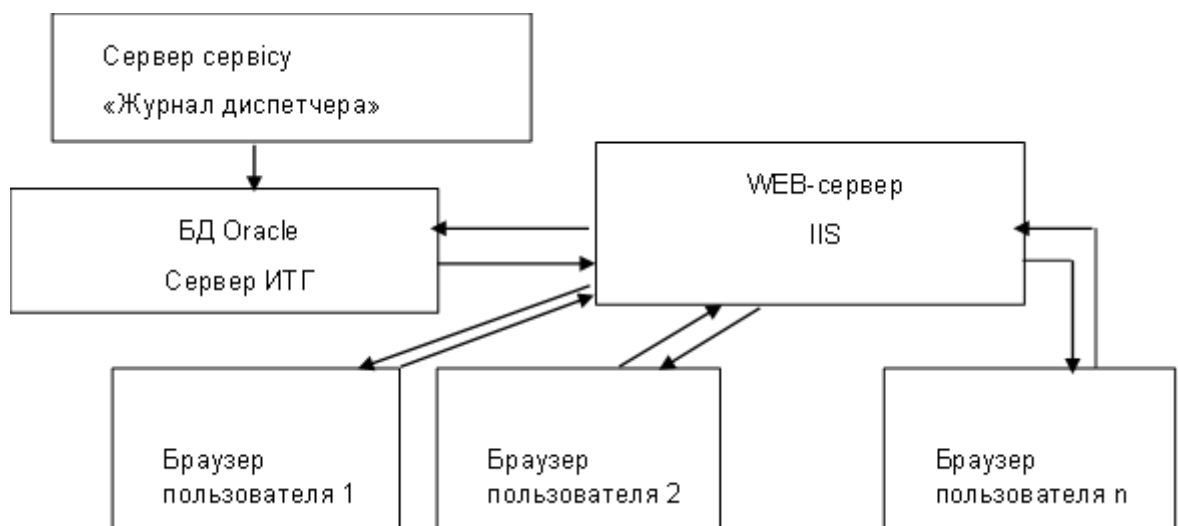 Сервер сервісу
«Журнал диспетчера»
WEB-сервер
IIS
БД Oracle
Сервер ИТГ
Браузер
пользователя 1
Браузер
пользователя 2
Браузер
пользователя n